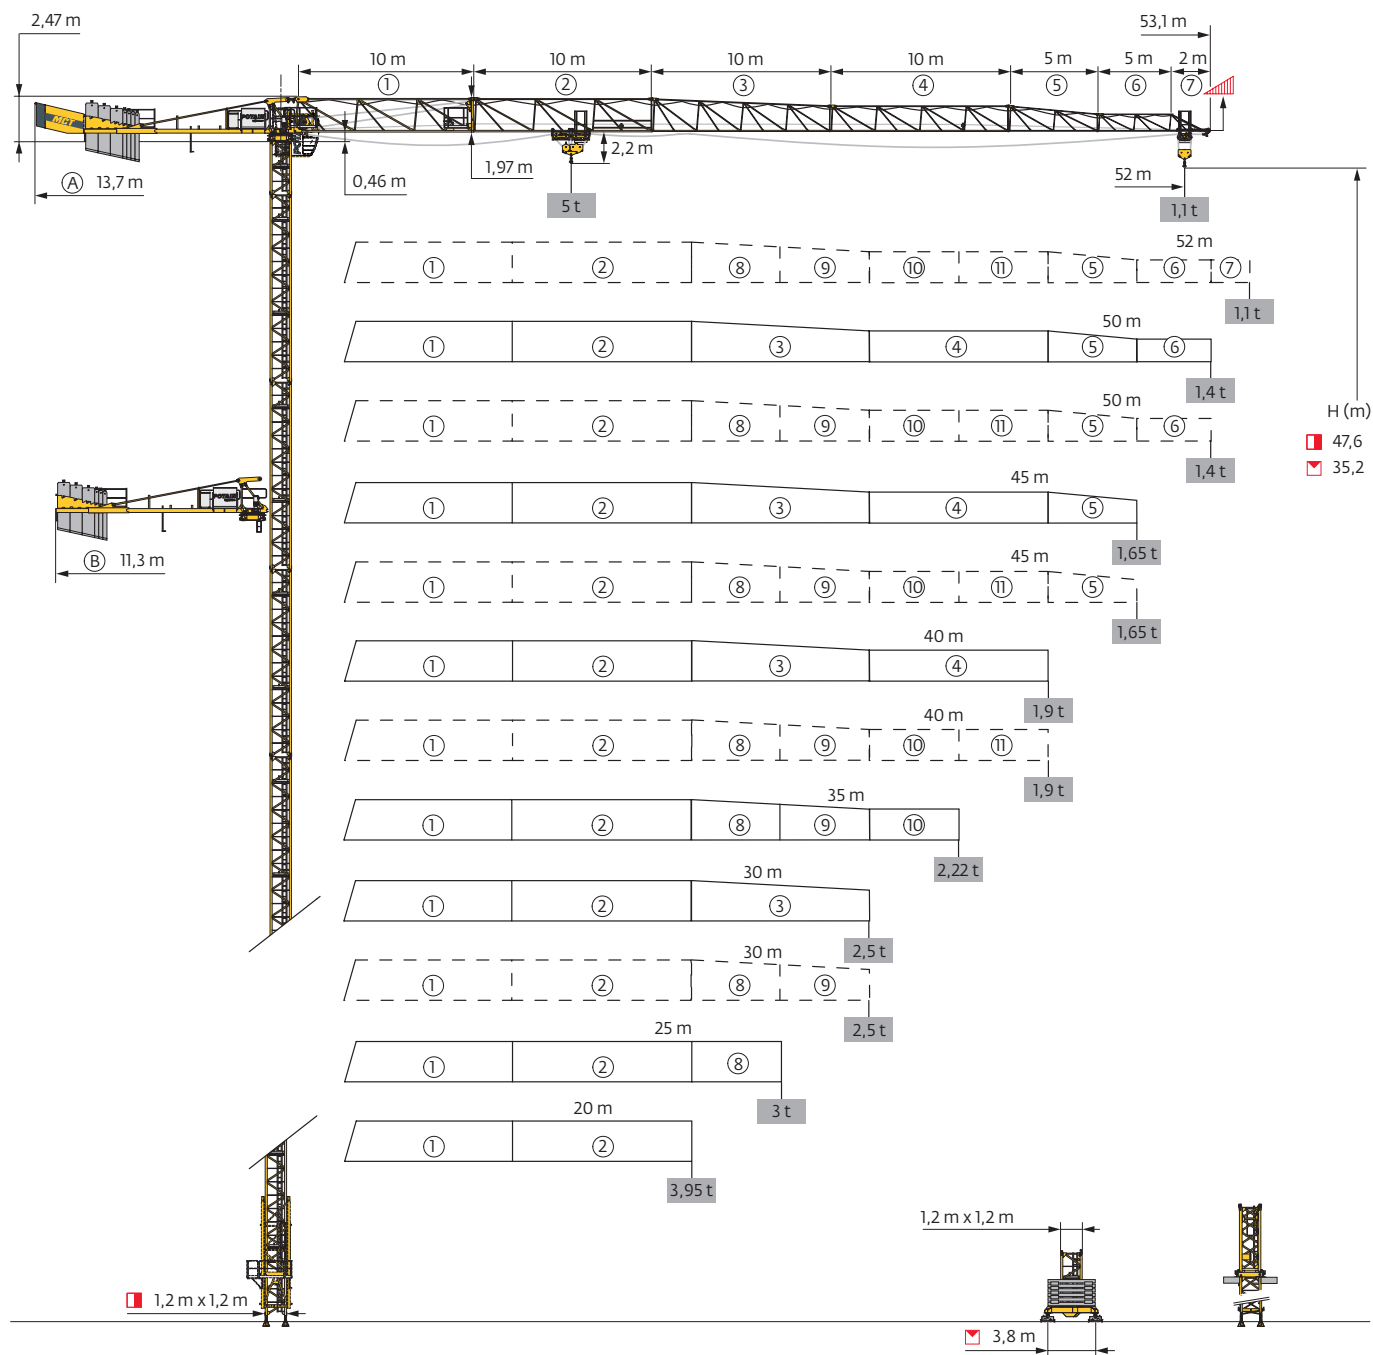 2,47 m
53,1 m
10 m
10 m
10 m
10 m
5 m
5 m
2 m
①
②
③
④
⑤
⑥
⑦
MCT
POTAIN
Ⓐ 13,7 m
0,46 m
1,97 m
2,2 m
52 m
5 t
1,1 t
52 m
① ② ⑧ ⑨ ⑩ ⑪ ⑤ ⑥ ⑦
1,1 t
50 m
① ② ③ ④ ⑤ ⑥
1,4 t
50 m
① ② ⑧ ⑨ ⑩ ⑪ ⑤ ⑥
1,4 t
H (m)
47,6
35,2
45 m
① ② ③ ④ ⑤
1,65 t
POTAIN
Ⓑ 11,3 m
45 m
① ② ⑧ ⑨ ⑩ ⑪ ⑤
1,65 t
40 m
① ② ③ ④
1,9 t
40 m
① ② ⑧ ⑨ ⑩ ⑪
1,9 t
35 m
① ② ⑧ ⑨ ⑩
2,22 t
30 m
① ② ③
2,5 t
30 m
① ② ⑧ ⑨
2,5 t
25 m
① ② ⑧
3 t
20 m
① ②
3,95 t
1,2 m x 1,2 m
1,2 m x 1,2 m
3,8 m